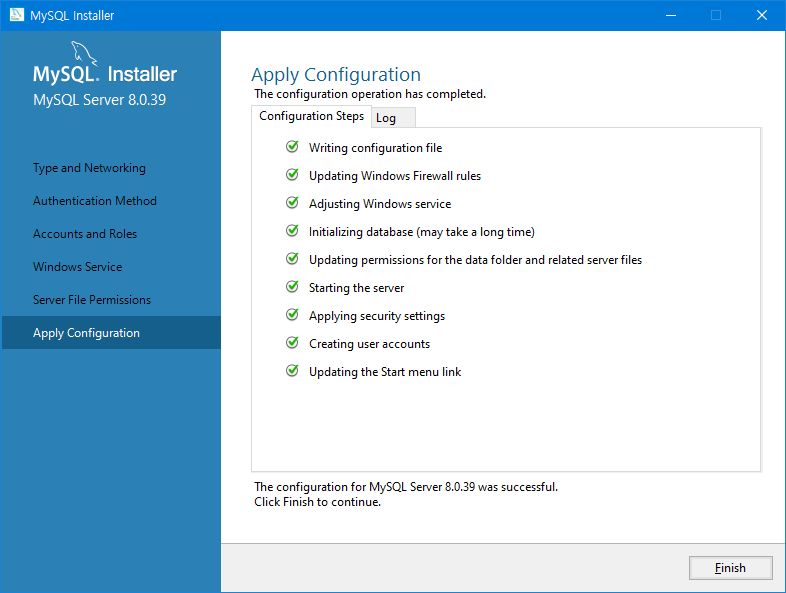 MySQL Installer
MySQL. Installer
MySQL Server 8.0.39
Type and Networking
Authentication Method
Accounts and Roles
Windows Service
Server File Permissions
Apply Configuration
Apply Configuration
The configuration operation has completed.
Configuration Steps
Log
Writing configuration file
Updating Windows Firewall rules
Adjusting Windows service
Initializing database (may take a long time)
Updating permissions for the data folder and related server files
Starting the server
Applying security settings
Creating user accounts
Updating the Start menu link
The configuration for MySQL Server 8.0.39 was successful.
Click Finish to continue.
Finish